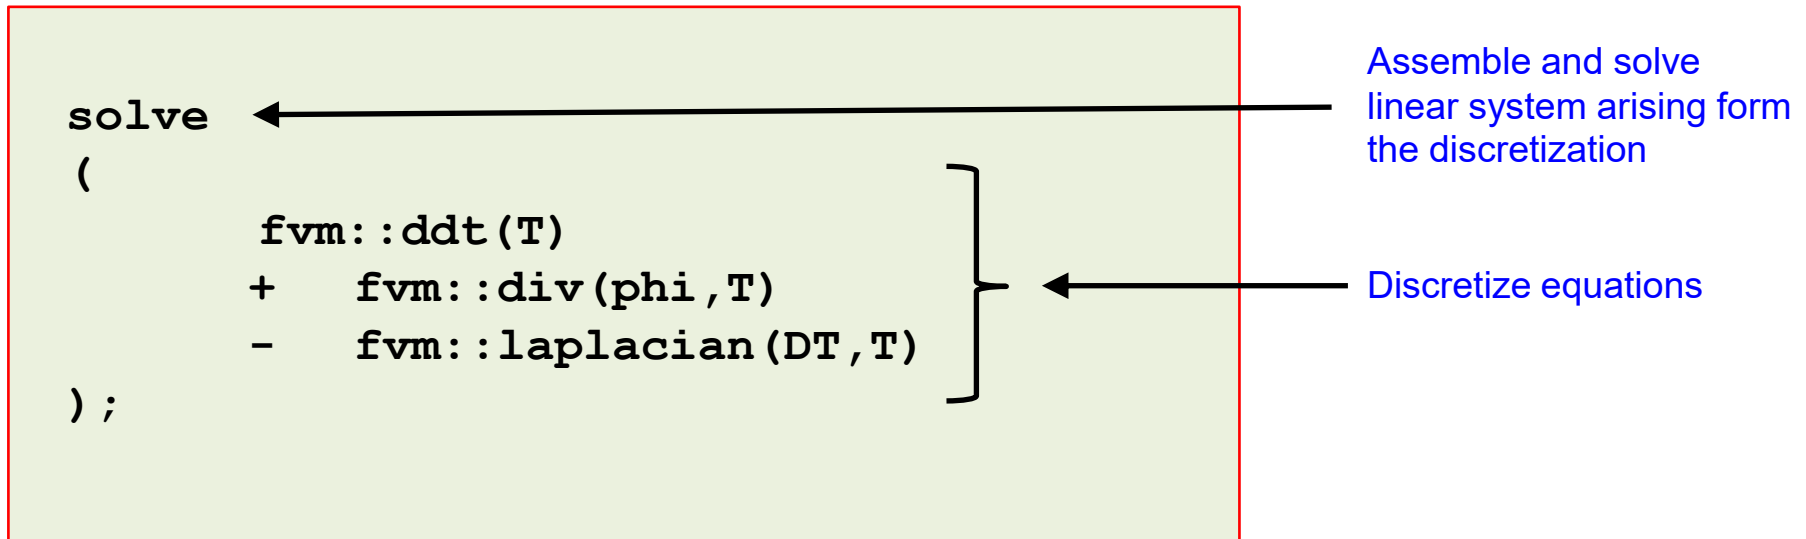 solve
(
fvm::ddt(T)
+ fvm::div(phi,T)
- fvm::laplacian(DT,T)
);
Assemble and solve
linear system arising form
the discretization
Discretize equations